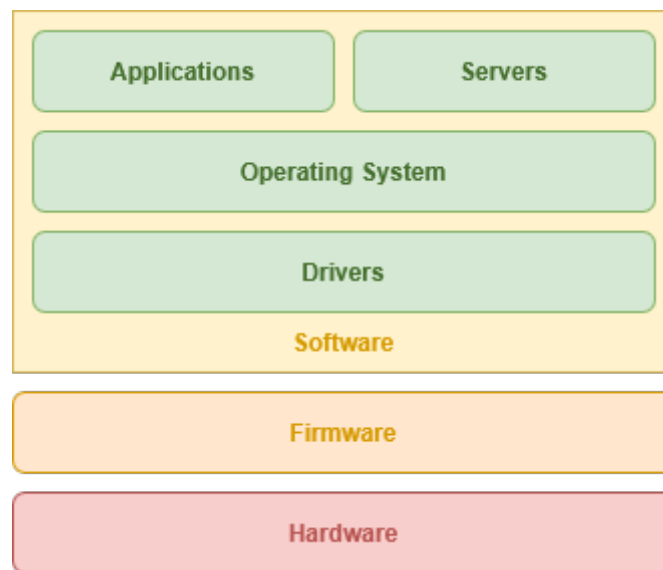 Applications
Servers
Operating System
Drivers
Software
Firmware
Hardware